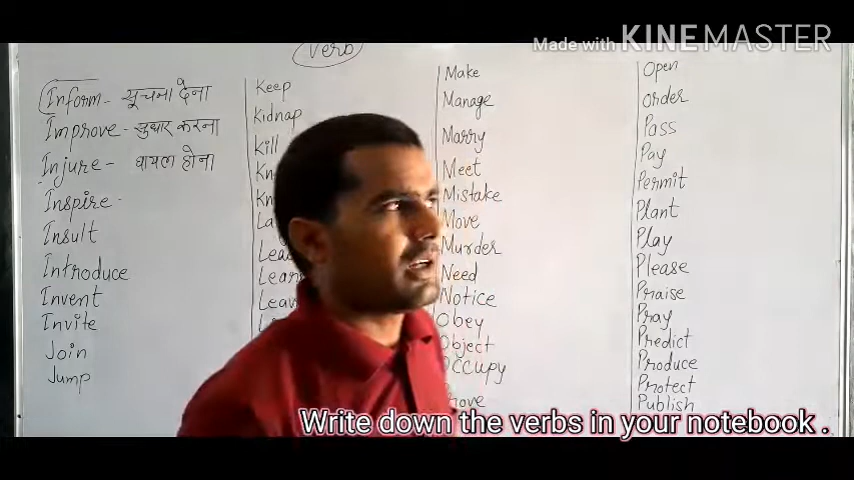 Made with KINEMASTER
Verb
Inform - सूचना देना
Improve - सुधार करना
Injure - घायल होना
Inspire -
Insult
Introduce
Invent
Invite
Join
Jump
Keep
Kidnap
Kill
Make
Manage
Marry
Meet
Mistake
Move
Murder
Need
Notice
Obey
Object
Occupy
Open
Order
Pass
Pay
Permit
Plant
Play
Please
Praise
Pray
Predict
Produce
Protect
Publish
Write down the verbs in your notebook .